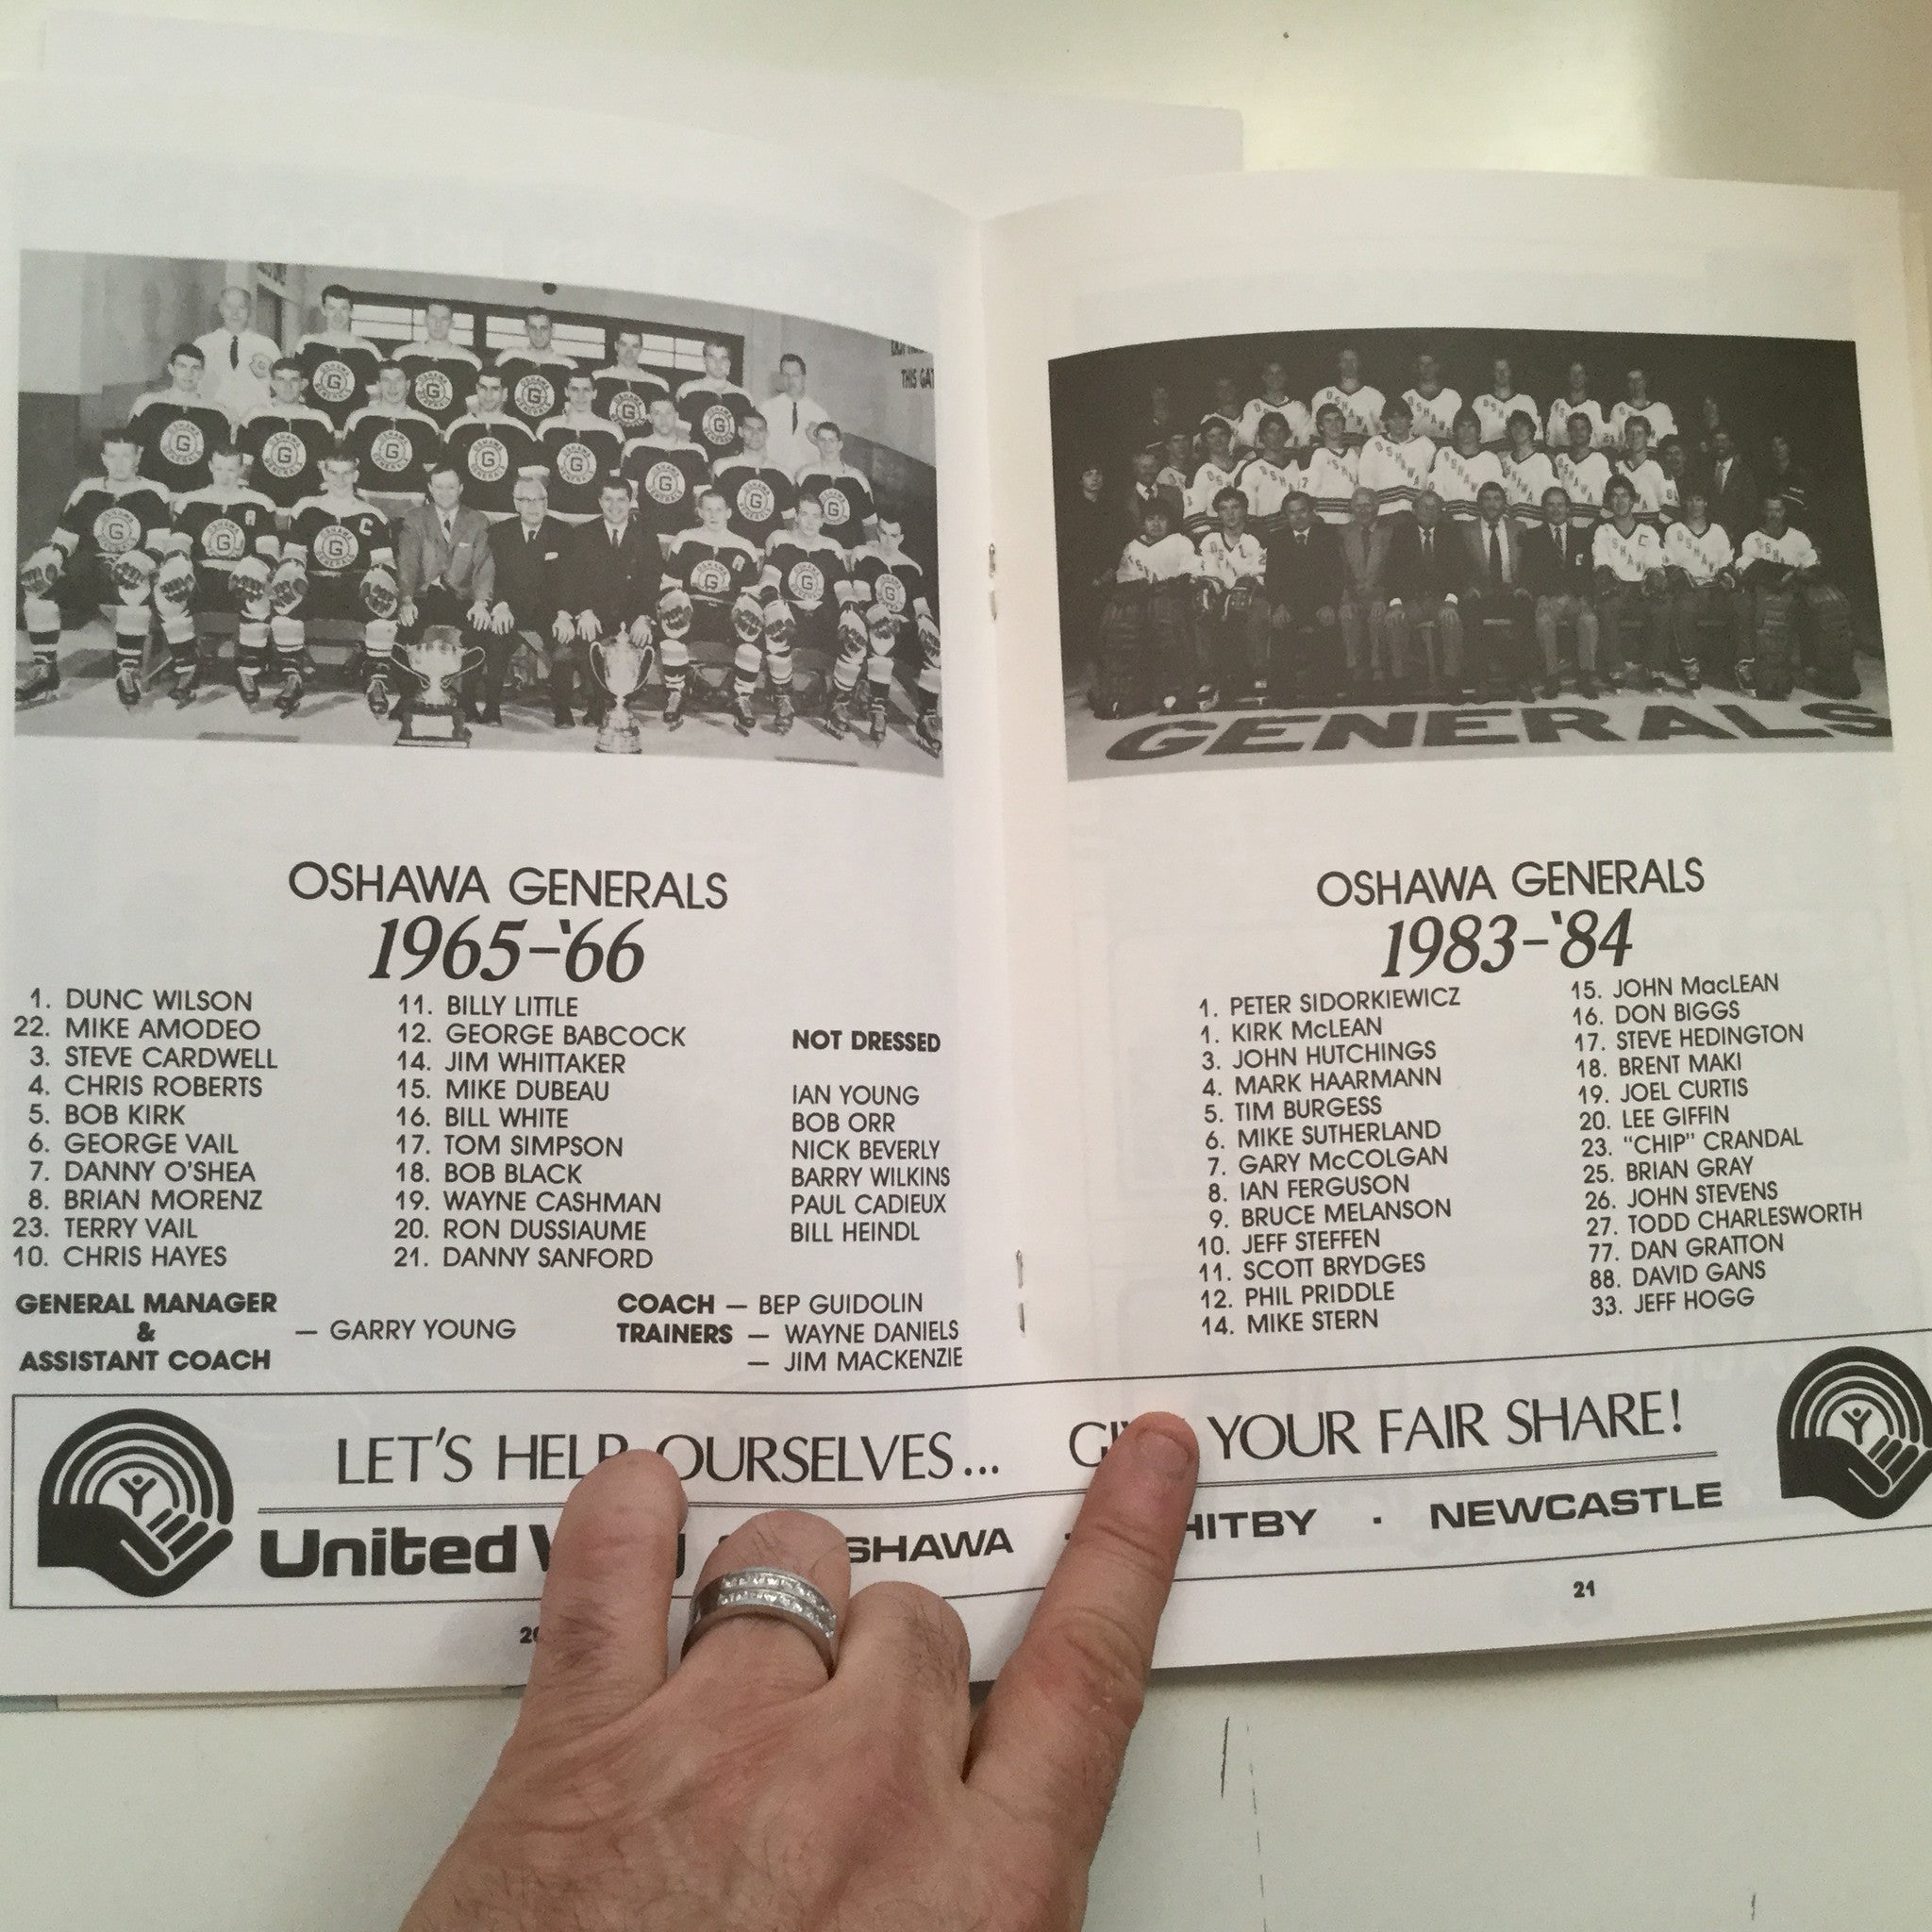 THIS GAT
GENERALS
OSHAWA GENERALS
1965-'66
1. DUNC WILSON
22. MIKE AMODEO
3. STEVE CARDWELL
4. CHRIS ROBERTS
5. BOB KIRK
6. GEORGE VAIL
7. DANNY O'SHEA
8. BRIAN MORENZ
23. TERRY VAIL
10. CHRIS HAYES
11. BILLY LITTLE
12. GEORGE BABCOCK
14. JIM WHITTAKER
15. MIKE DUBEAU
16. BILL WHITE
17. TOM SIMPSON
18. BOB BLACK
19. WAYNE CASHMAN
20. RON DUSSIAUME
21. DANNY SANFORD
NOT DRESSED
IAN YOUNG
BOB ORR
NICK BEVERLY
BARRY WILKINS
PAUL CADIEUX
BILL HEINDL
GENERAL MANAGER
&
ASSISTANT COACH
— GARRY YOUNG
COACH — BEP GUIDOLIN
TRAINERS — WAYNE DANIELS
— JIM MACKENZIE
OSHAWA GENERALS
1983-'84
1. PETER SIDORKIEWICZ
1. KIRK McLEAN
3. JOHN HUTCHINGS
4. MARK HAARMANN
5. TIM BURGESS
6. MIKE SUTHERLAND
7. GARY McCOLGAN
8. IAN FERGUSON
9. BRUCE MELANSON
10. JEFF STEFFEN
11. SCOTT BRYDGES
12. PHIL PRIDDLE
14. MIKE STERN
15. JOHN MacLEAN
16. DON BIGGS
17. STEVE HEDINGTON
18. BRENT MAKI
19. JOEL CURTIS
20. LEE GIFFIN
23. "CHIP" CRANDAL
25. BRIAN GRAY
26. JOHN STEVENS
27. TODD CHARLESWORTH
77. DAN GRATTON
88. DAVID GANS
33. JEFF HOGG
LET'S HELP OURSELVES... YOUR FAIR SHARE!
United SHAWA HITBY · NEWCASTLE
21